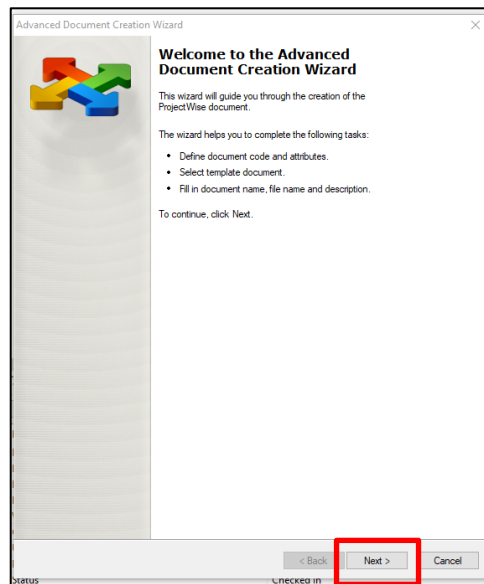 Advanced Document Creation Wizard
Welcome to the Advanced
Document Creation Wizard
This wizard will guide you through the creation of the
ProjectWise document.
The wizard helps you to complete the following tasks:
• Define document code and attributes.
• Select template document.
• Fill in document name, file name and description.
To continue, click Next.
< Back Next > Cancel
Status Checked In